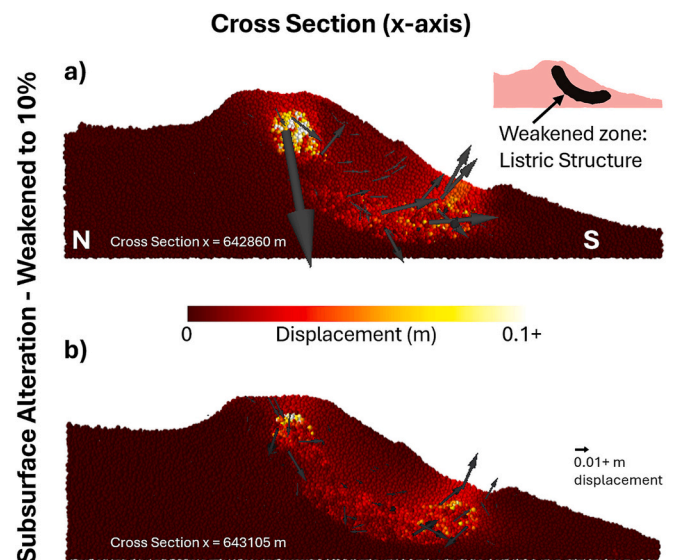 Cross Section (x-axis)
Subsurface Alteration - Weakened to 10%
a)
Weakened zone:
Listric Structure
N
Cross Section x = 642860 m
S
0
Displacement (m)
0.1+
b)
0.01+ m
displacement
Cross Section x = 643105 m